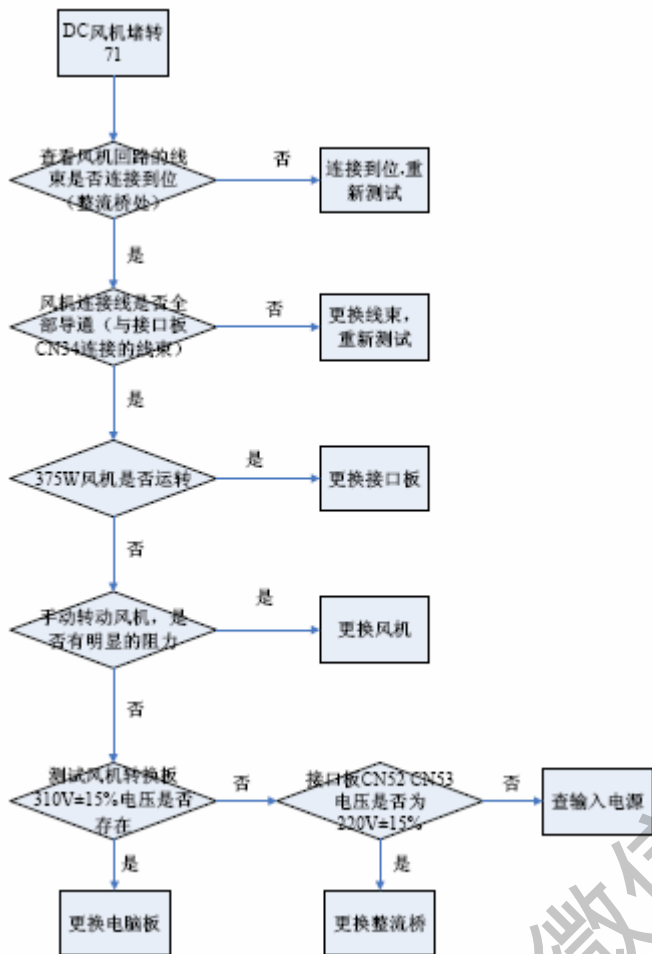 DC风机堵转
71
查看风机回路的线
束是否连接到位
（整流桥处）
否
连接到位,重
新测试
是
风机连接线是否全
部导通（与接口板
CN34连接的线束）
否
更换线束，
重新测试
是
375W风机是否运转
是
更换接口板
否
手动转动风机，是
否有明显的阻力
是
更换风机
否
测试风机转换板
310V±15%电压是否
存在
否
接口板CN52 CN53
电压是否为
220V±15%
否
查输入电源
是
更换电脑板
是
更换整流桥
微信